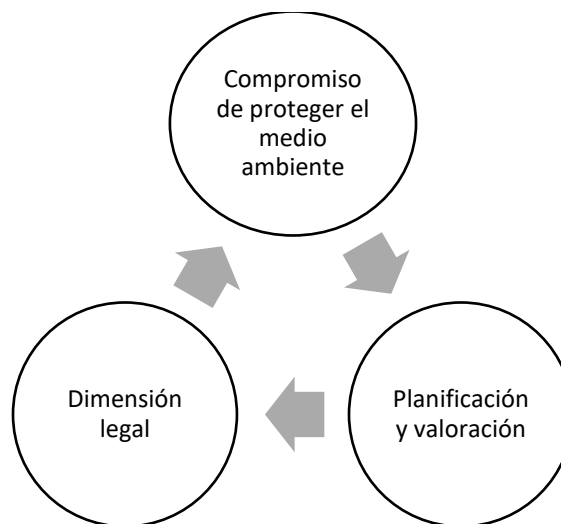 Compromiso
de proteger el
medio
ambiente
Dimensión
legal
Planificación
y valoración